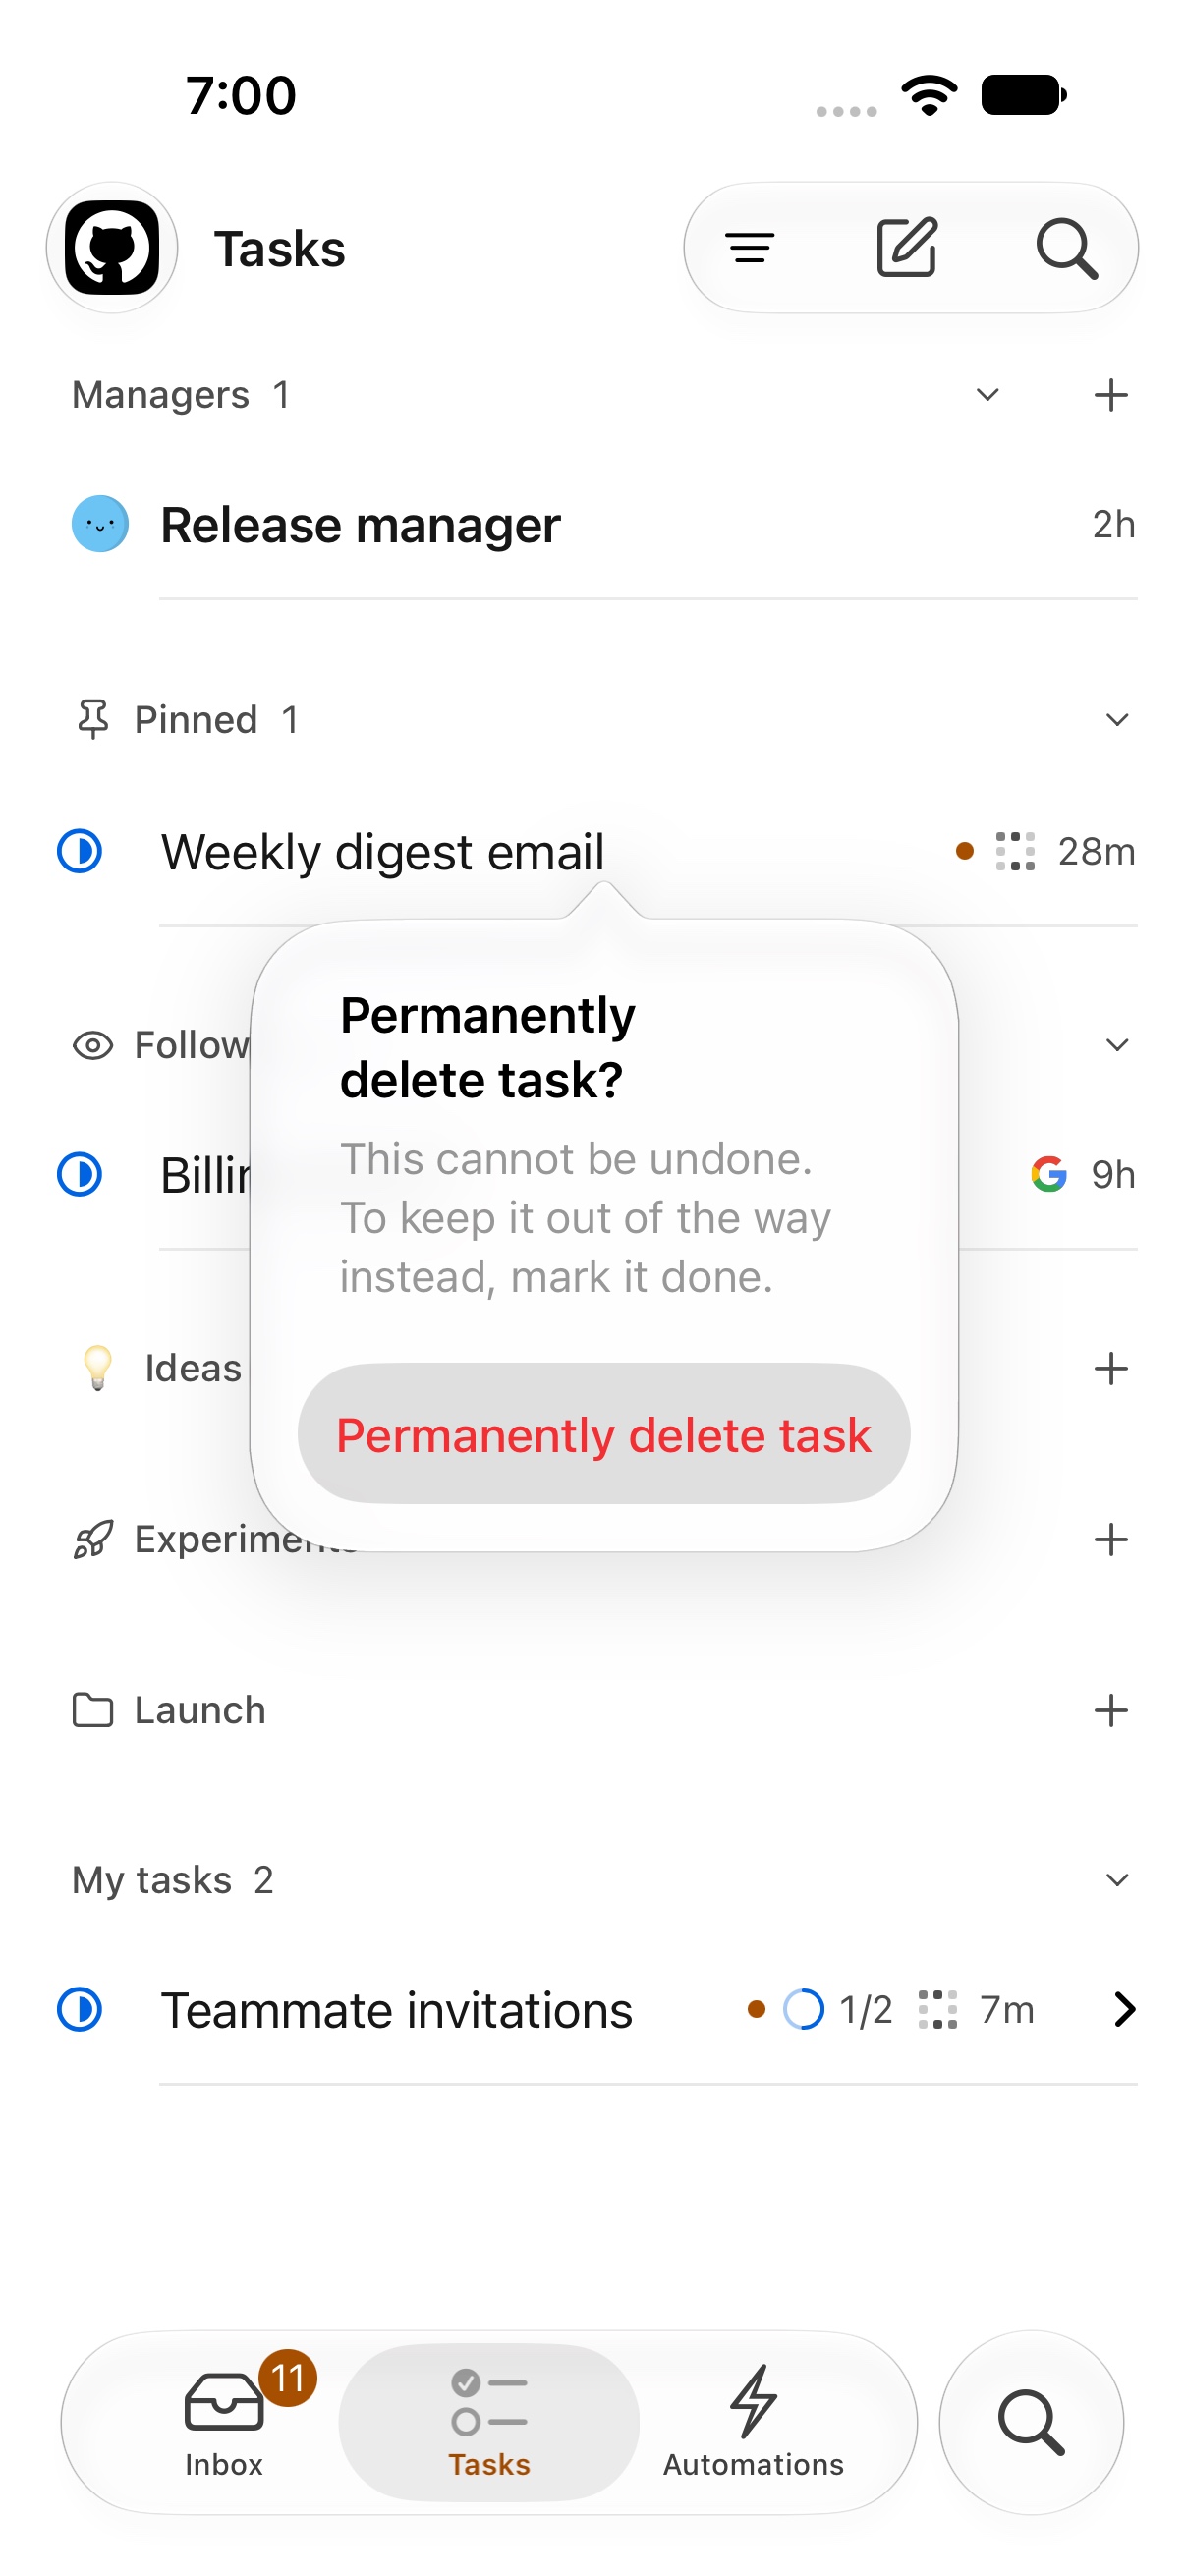 7:00
Tasks
Managers 1
Release manager 2h
Pinned 1
Weekly digest email 28m
Permanently
delete task?
This cannot be undone.
To keep it out of the way
instead, mark it done.
Permanently delete task
Follow
9h
Ideas
Launch
My tasks 2
Teammate invitations 1/2 7m
11
Inbox
Tasks
Automations